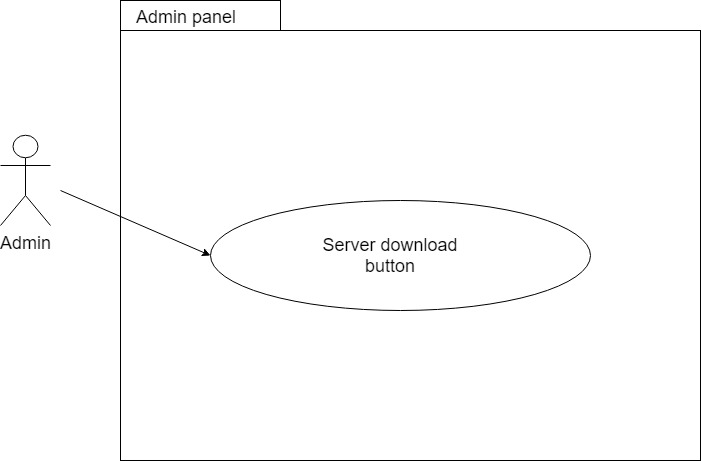 Admin panel
Admin
Server download
button